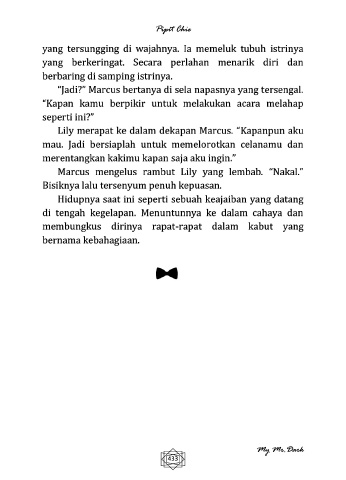 Pipit Chie
yang tersungging di wajahnya. Ia memeluk tubuh istrinya
yang berkeringat. Secara perlahan menarik diri dan
berbaring di samping istrinya.
“Jadi?” Marcus bertanya di sela napasnya yang tersengal.
“Kapan kamu berpikir untuk melakukan acara melahap
seperti ini?”
Lily merapat ke dalam dekapan Marcus. “Kapanpun aku
mau. Jadi bersiaplah untuk memelorotkan celanamu dan
merentangkan kakimu kapan saja aku ingin.”
Marcus mengelus rambut Lily yang lembab. “Nakal.”
Bisiknya lalu tersenyum penuh kepuasan.
Hidupnya saat ini seperti sebuah keajaiban yang datang
di tengah kegelapan. Menuntunnya ke dalam cahaya dan
membungkus dirinya rapat-rapat dalam kabut yang
bernama kebahagiaan.
My Mr. Dark
433